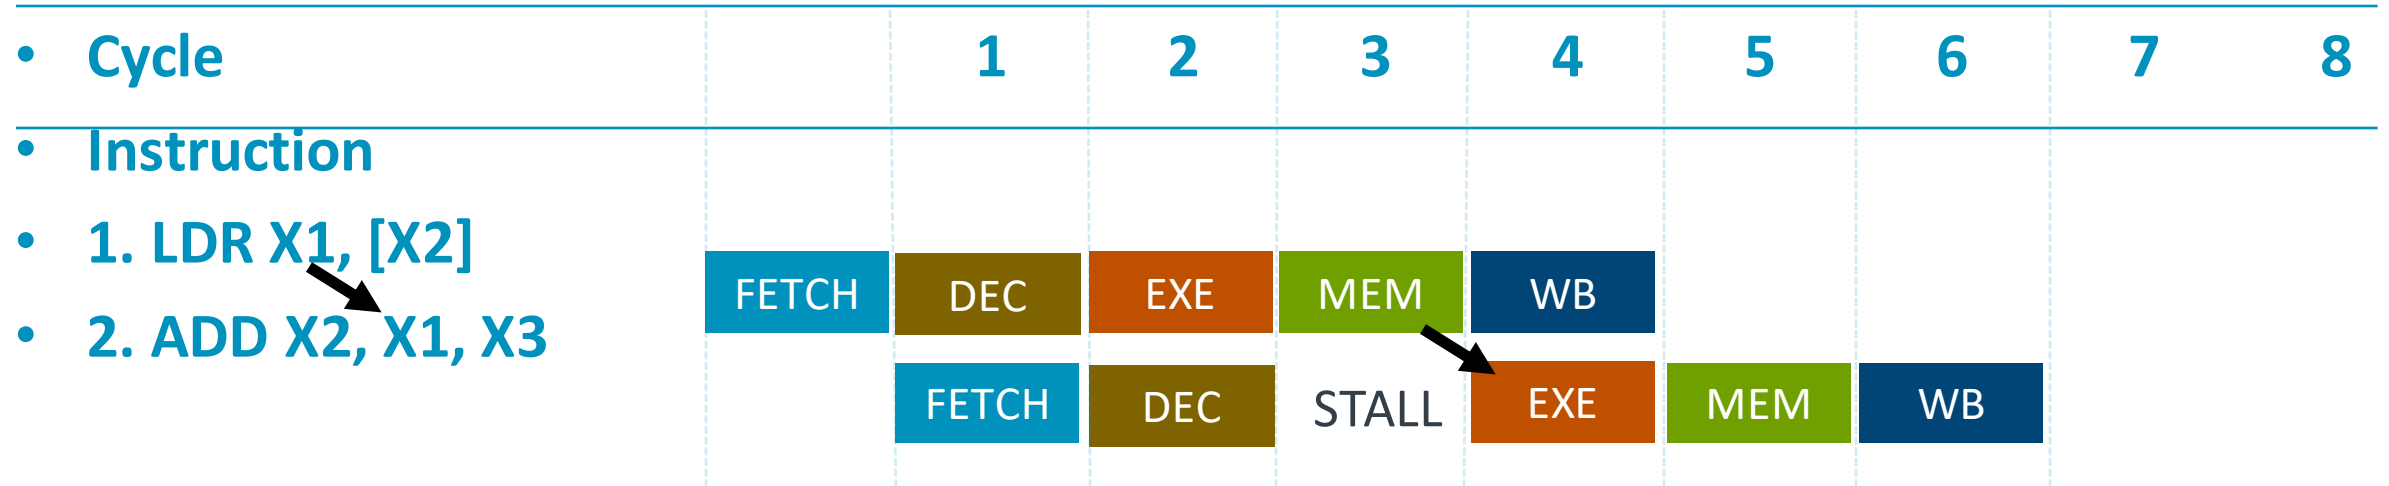 • Cycle 1 2 3 4 5 6 7 8
• Instruction
• 1. LDR X1, [X2]
FETCH DEC EXE MEM WB
• 2. ADD X2, X1, X3
FETCH DEC STALL EXE MEM WB